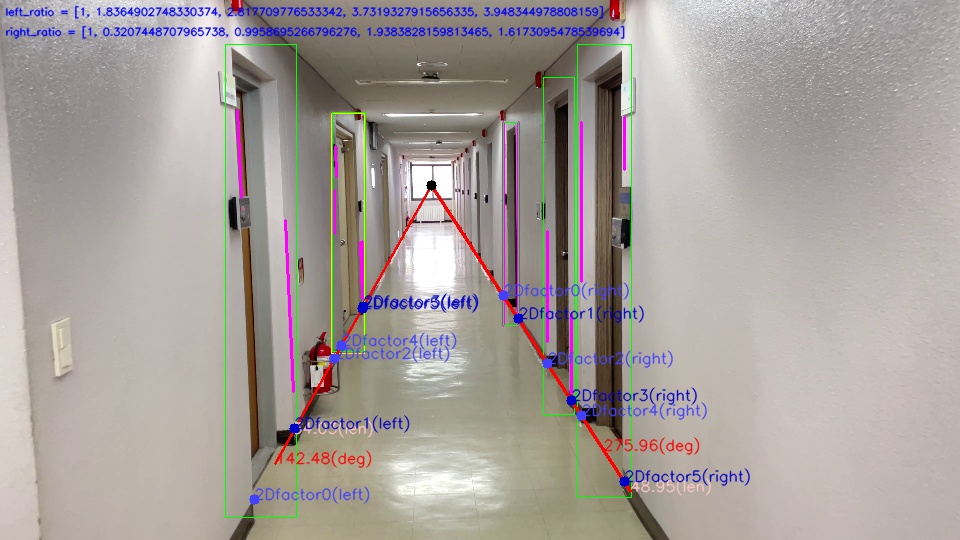 left_ratio = [1, 1.8364902748330374, 2.817709776533342, 3.7319327915656335, 3.948344978808159]
right_ratio = [1, 0.3207448707965738, 0.9958695266796276, 1.9383828159813465, 1.6173095478539694]
2Dfactor0(right)
2Dfactor5(left)
2Dfactor1(right)
2Dfactor4(left)
2Dfactor2(left)
2Dfactor2(right)
2Dfactor3(right)
2Dfactor4(right)
2Dfactor1(left)
275.96(deg)
142.48(deg)
2Dfactor5(right)
48.95(len)
2Dfactor0(left)